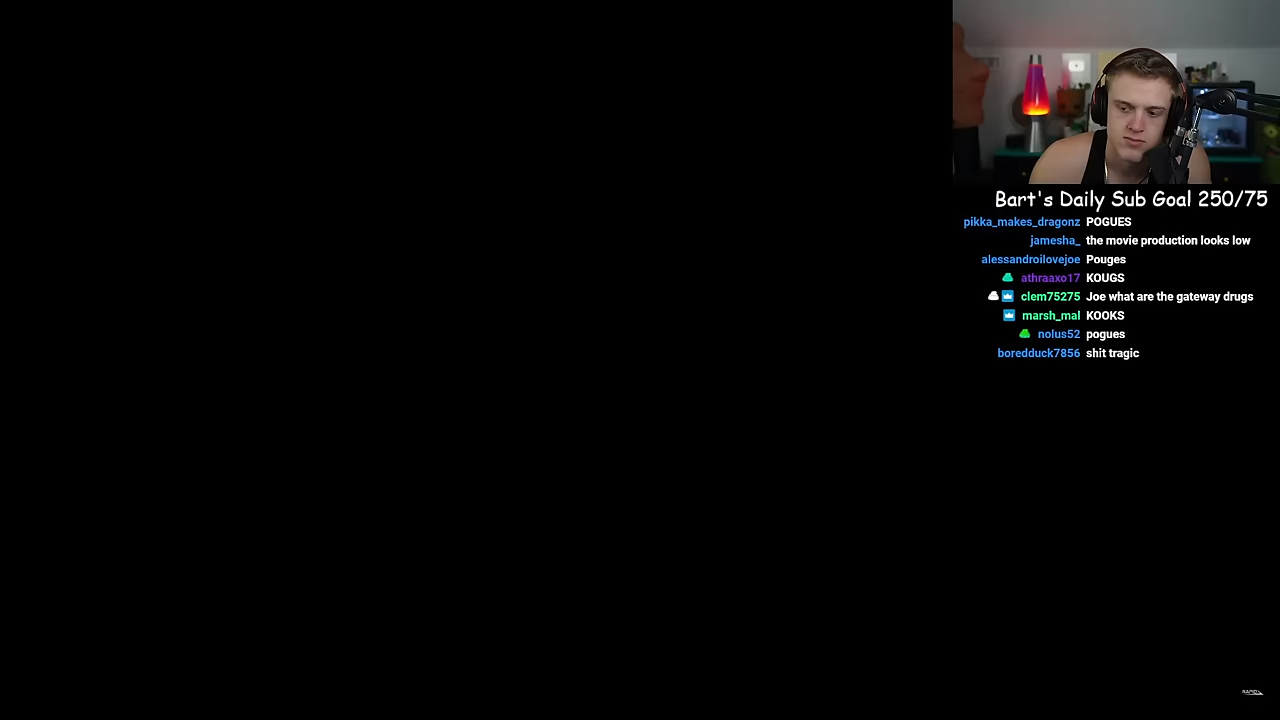 Bart's Daily Sub Goal 250/75
pikka_makes_dragonz POGUES
jamesha_ the movie production looks low
alessandroilovejoe Pouges
athraaxo17 KOUGS
clem75275 Joe what are the gateway drugs
marsh_mal KOOKS
nolus52 pogues
boredduck7856 shit tragic